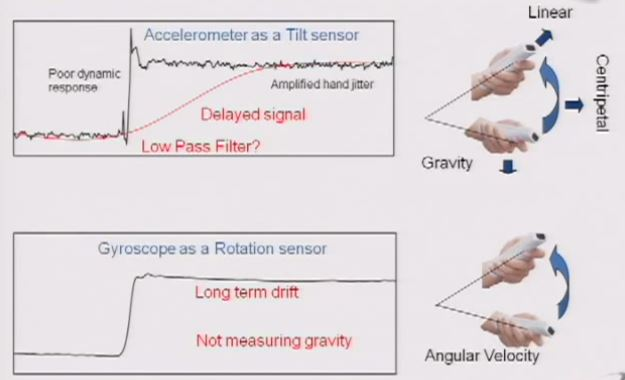 Accelerometer as a Tilt sensor
Poor dynamic
response
Amplified hand jitter
Delayed signal
Low Pass Filter?
Linear
Centripetal
Gravity
Gyroscope as a Rotation sensor
Long term drift
Not measuring gravity
Angular Velocity